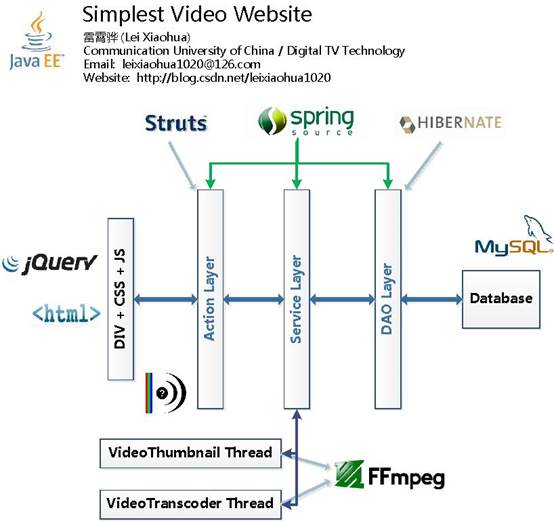 Simplest Video Website
雷霄骅 (Lei Xiaohua)
Communication University of China / Digital TV Technology
Email: leixiaohua1020@126.com
Website: http://blog.csdn.net/leixiaohua1020
Java EE™
Struts
spring
source
HIBERNATE
jQuery
<html>
DIV + CSS + JS
Action Layer
Service Layer
DAO Layer
MySQL®
Database
?
VideoThumbnail Thread
VideoTranscoder Thread
FFmpeg